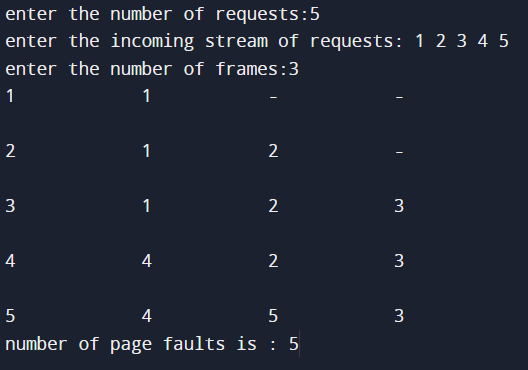 enter the number of requests:5
enter the incoming stream of requests: 1 2 3 4 5
enter the number of frames:3
1 1 - -
2 1 2 -
3 1 2 3
4 4 2 3
5 4 5 3
number of page faults is : 5